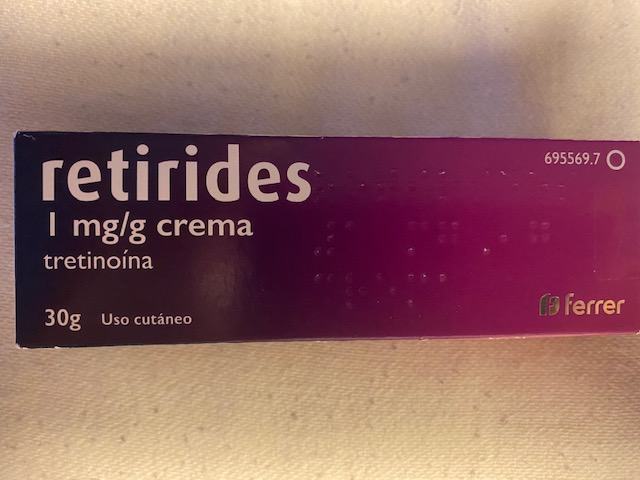 retirides
695569.7
1 mg/g crema
tretinoína
30g Uso cutáneo
ferrer